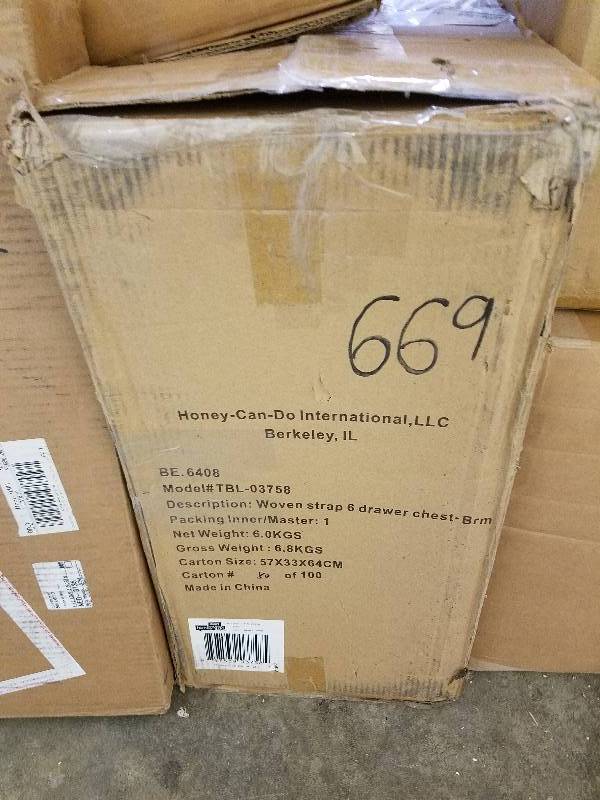 669
Honey-Can-Do International,LLC
Berkeley, IL
BE.6408
Model#TBL-03758
Description: Woven strap 6 drawer chest-Brm
Packing Inner/Master: 1
Net Weight: 6.0KGS
Gross Weight : 6.8KGS
Carton Size: 57X33X64CM
Carton # of 100
Made in China